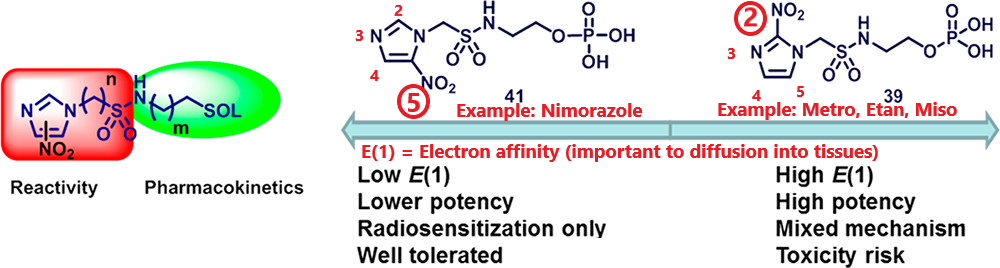 n
H
N
N
N
S
SOL
O O
m
NO₂
Reactivity
Pharmacokinetics
2
3
4
5
N
N
NO₂
S
O O
H
N
O
O
P
OH
OH
41
Example: Nimorazole
2
3
4
5
NO₂
N
N
S
O O
H
N
O
O
P
OH
OH
39
Example: Metro, Etan, Miso
E(1) = Electron affinity (important to diffusion into tissues)
Low E(1)
Lower potency
Radiosensitization only
Well tolerated
High E(1)
High potency
Mixed mechanism
Toxicity risk